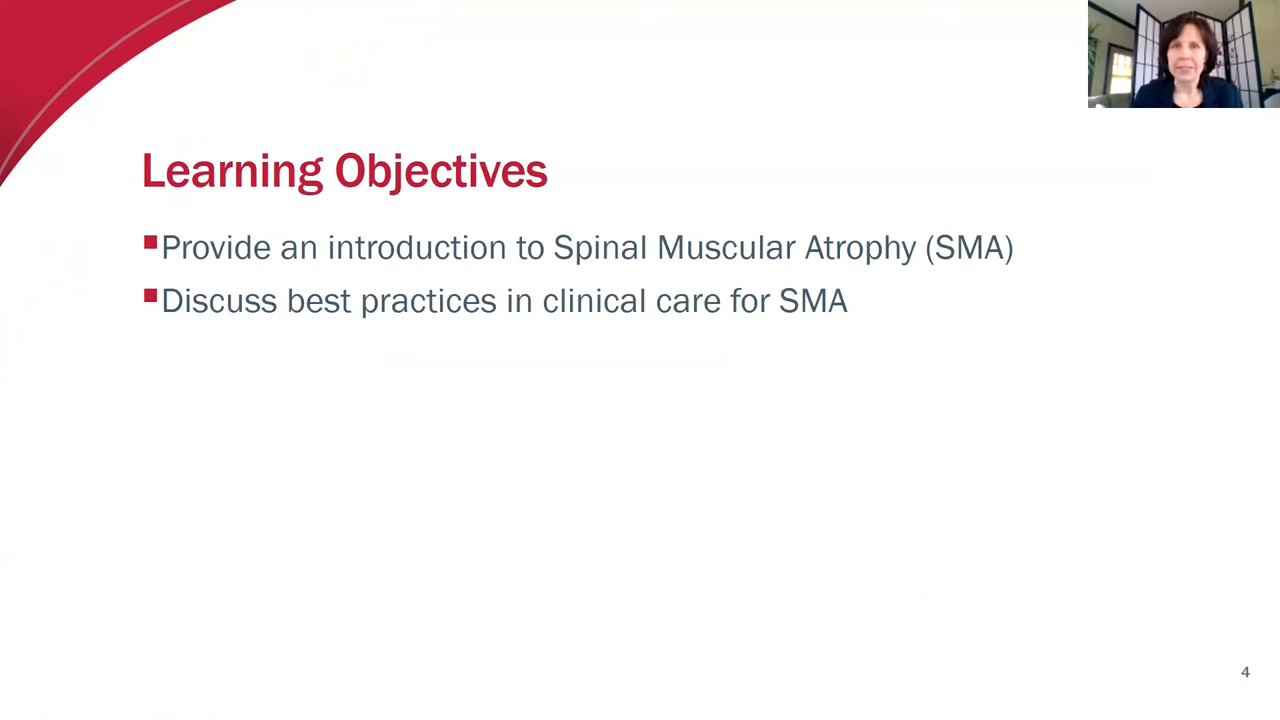 Learning Objectives
Provide an introduction to Spinal Muscular Atrophy (SMA)
Discuss best practices in clinical care for SMA
4